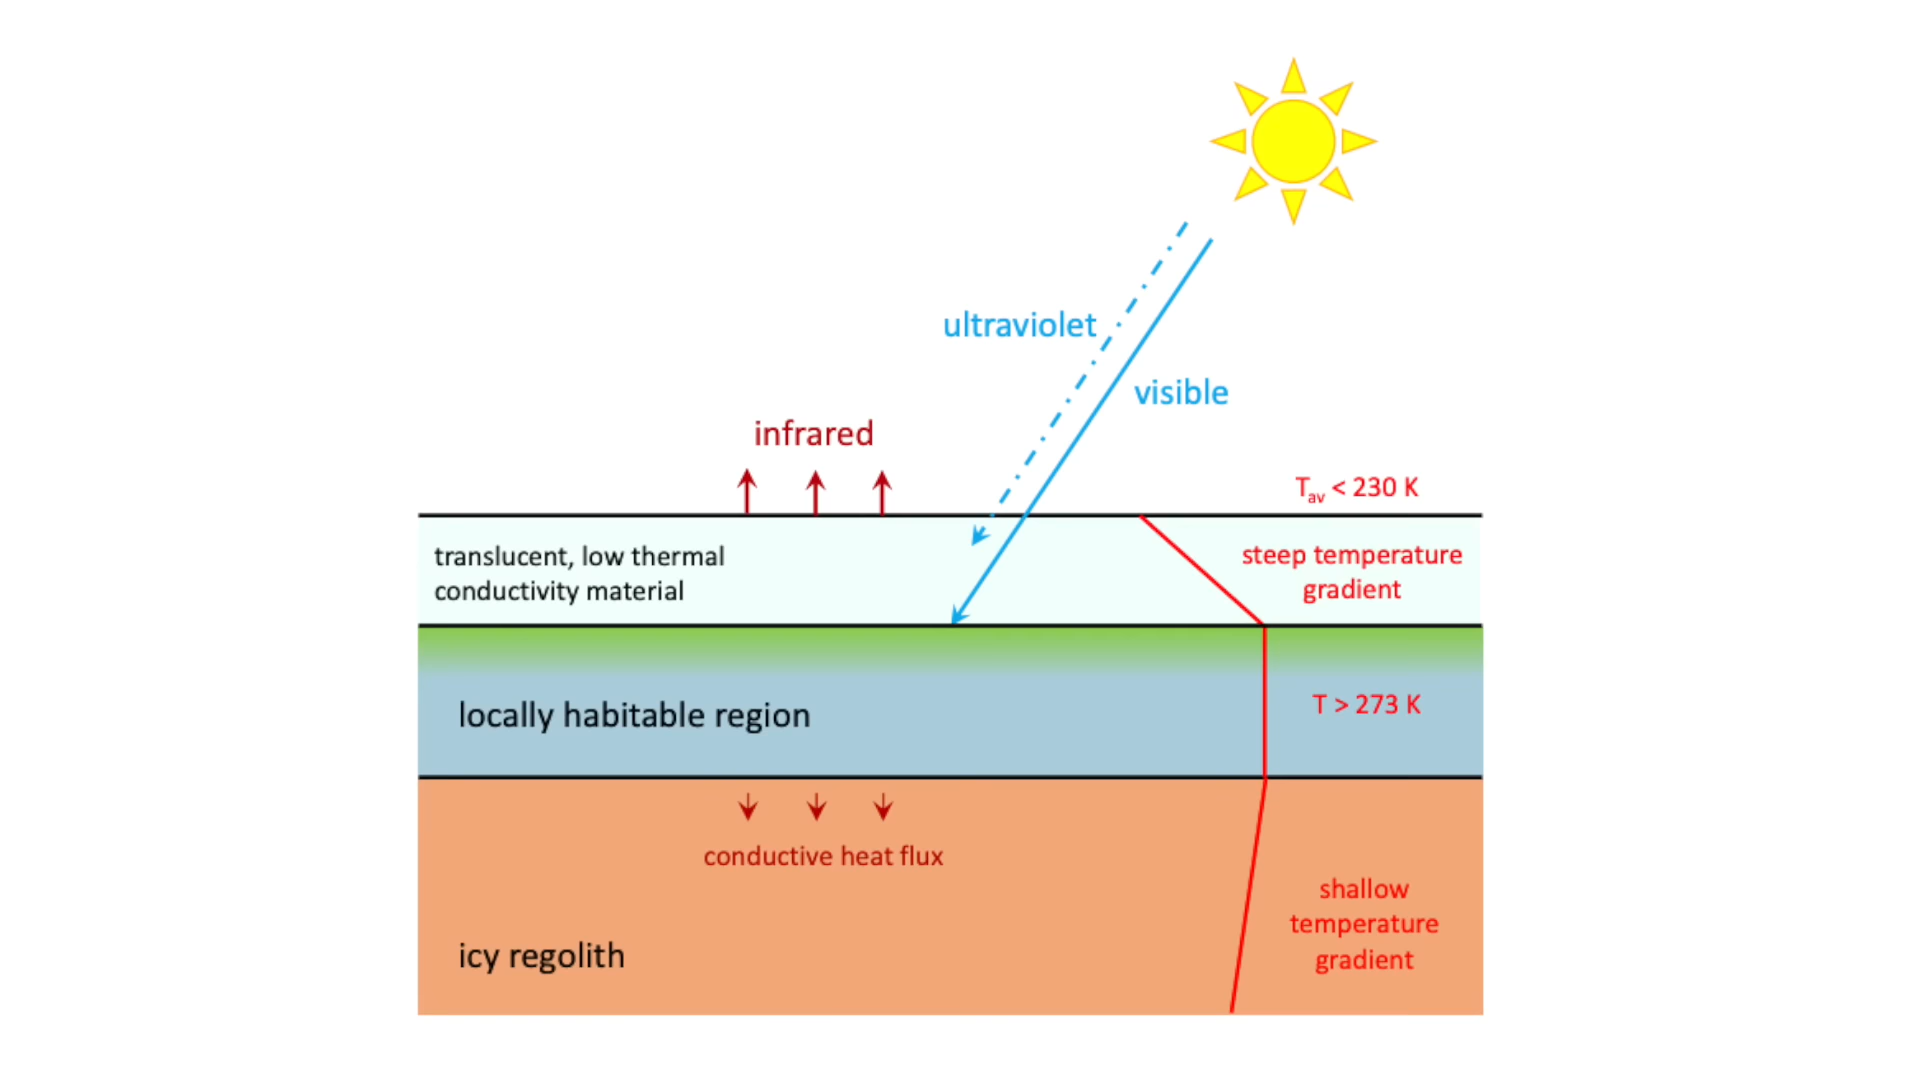 ultraviolet
visible
infrared
Tav < 230 K
translucent, low thermal
conductivity material
steep temperature
gradient
locally habitable region
T > 273 K
conductive heat flux
shallow
temperature
gradient
icy regolith